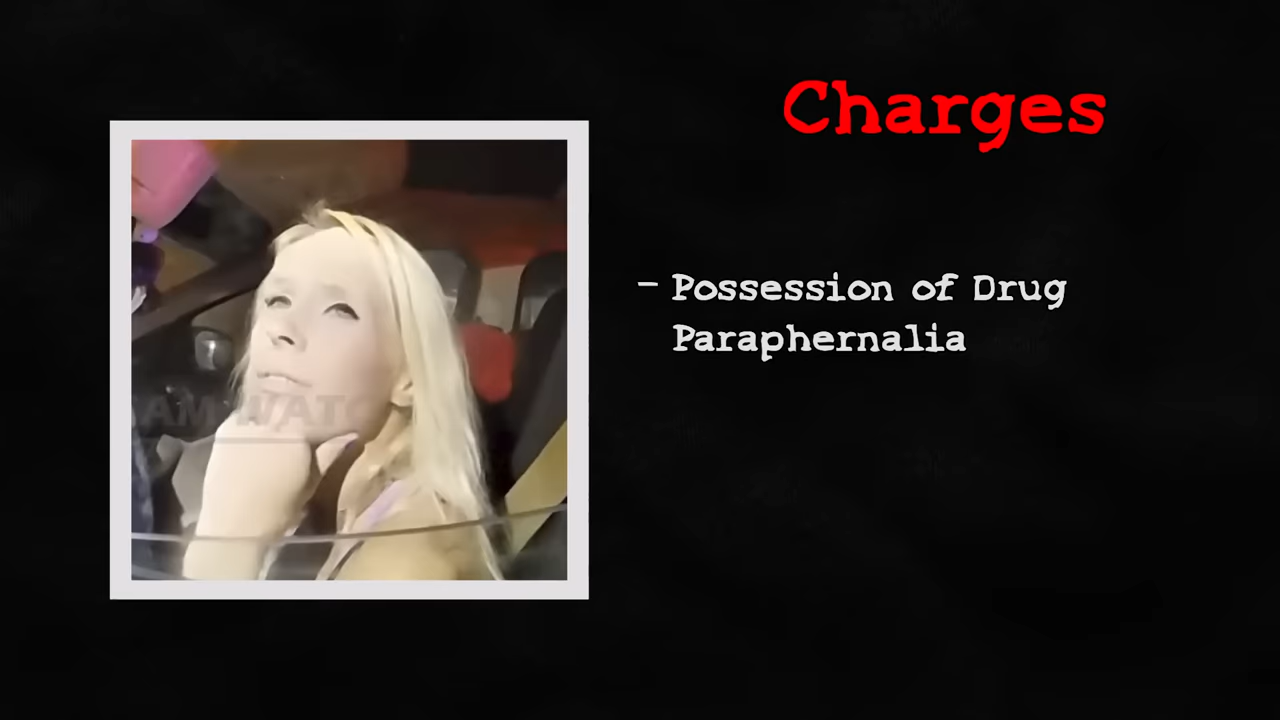 Charges
- Possession of Drug
Paraphernalia